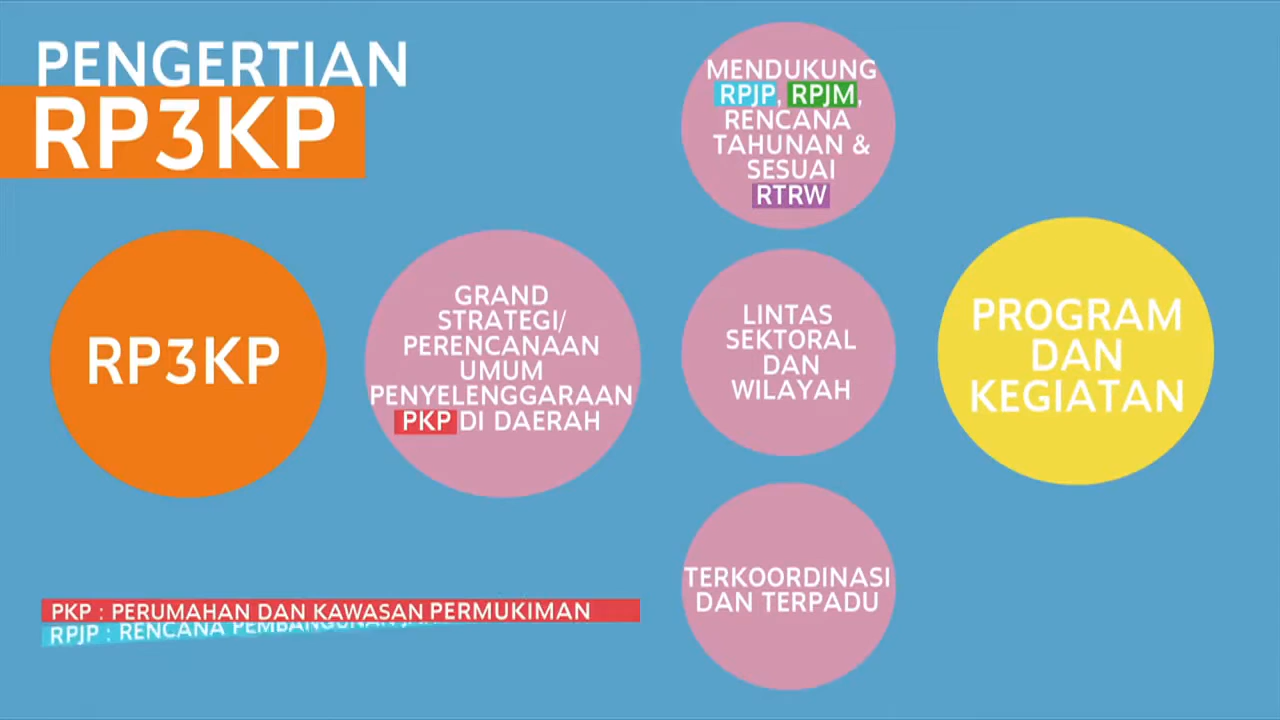 PENGERTIAN
RP3KP
RP3KP
GRAND
STRATEGI/
PERENCANAAN
UMUM
PENYELENGGARAAN
PKP DI DAERAH
MENDUKUNG
RPJP, RPJM,
RENCANA
TAHUNAN &
SESUAI
RTRW
LINTAS
SEKTORAL
DAN
WILAYAH
TERKOORDINASI
DAN TERPADU
PROGRAM
DAN
KEGIATAN
PKP : PERUMAHAN DAN KAWASAN PERMUKIMAN
RPJP : RENCANA PEMBANGUNAN